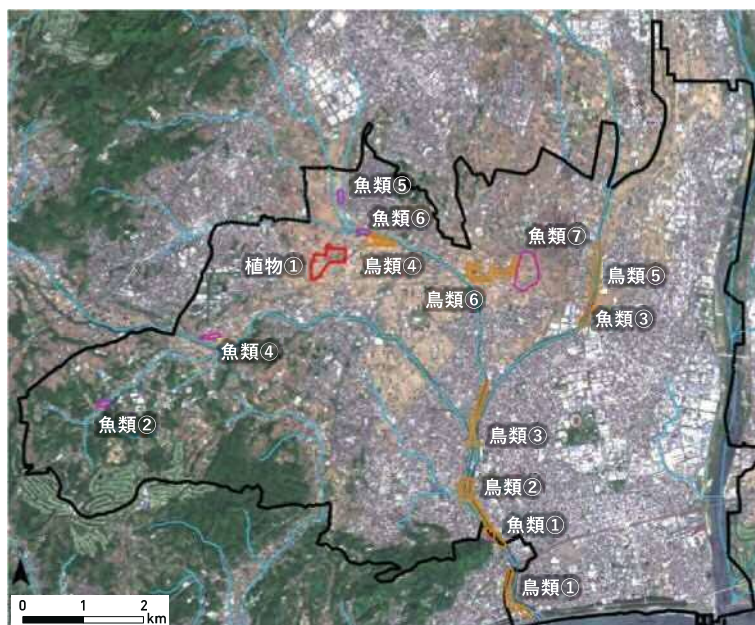 魚類⑤
魚類⑥
魚類⑦
植物①
鳥類④
鳥類⑤
鳥類⑥
魚類③
魚類④
魚類②
鳥類③
鳥類②
魚類①
鳥類①
0 1 2
km